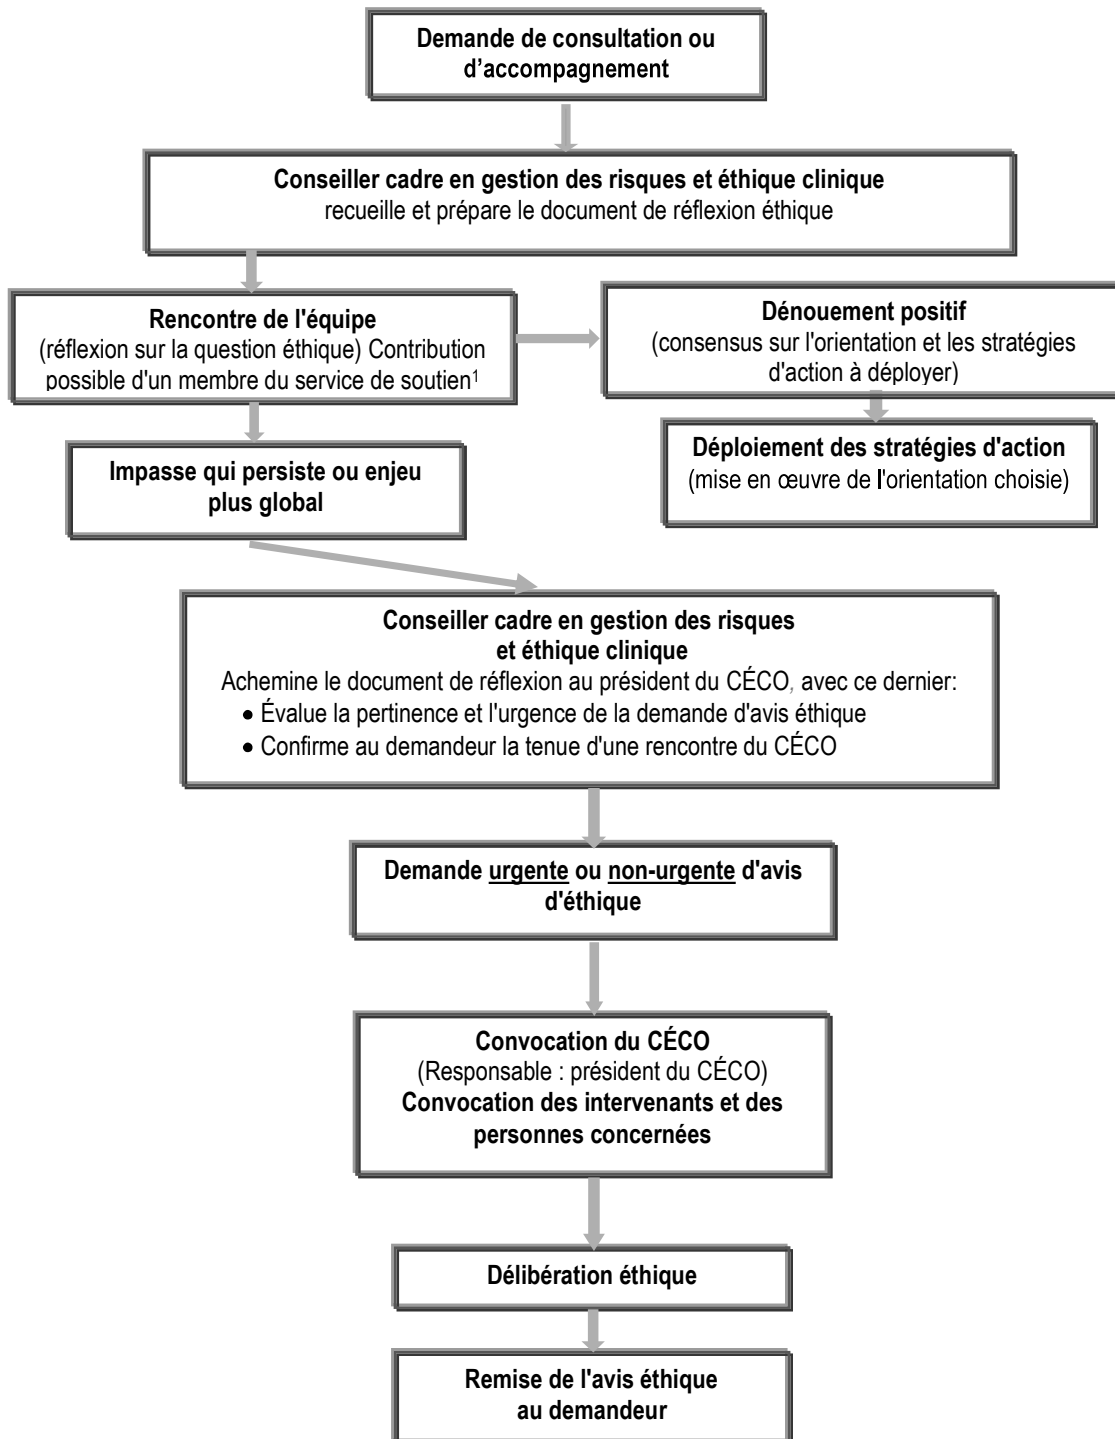 Demande de consultation ou
d'accompagnement
Conseiller cadre en gestion des risques et éthique clinique
recueille et prépare le document de réflexion éthique
Rencontre de l'équipe
(réflexion sur la question éthique) Contribution
possible d'un membre du service de soutien¹
Dénouement positif
(consensus sur l'orientation et les stratégies
d'action à déployer)
Déploiement des stratégies d'action
(mise en œuvre de l'orientation choisie)
Impasse qui persiste ou enjeu
plus global
Conseiller cadre en gestion des risques
et éthique clinique
Achemine le document de réflexion au président du CÉCO, avec ce dernier:
• Évalue la pertinence et l'urgence de la demande d'avis éthique
• Confirme au demandeur la tenue d'une rencontre du CÉCO
Demande urgente ou non-urgente d'avis
d'éthique
Convocation du CÉCO
(Responsable : président du CÉCO)
Convocation des intervenants et des
personnes concernées
Délibération éthique
Remise de l'avis éthique
au demandeur